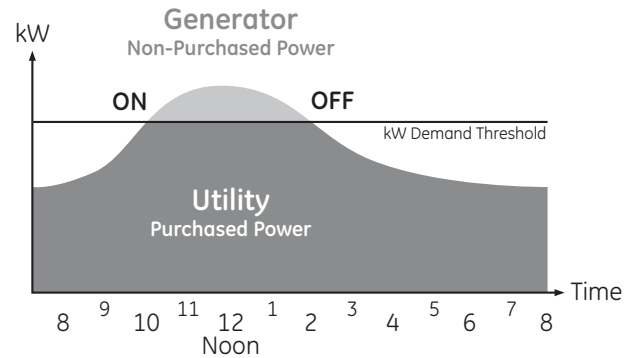 Generator
Non-Purchased Power
kW
ON
OFF
kW Demand Threshold
Utility
Purchased Power
Time
8 9 10 11 12 1 2 3 4 5 6 7 8
Noon